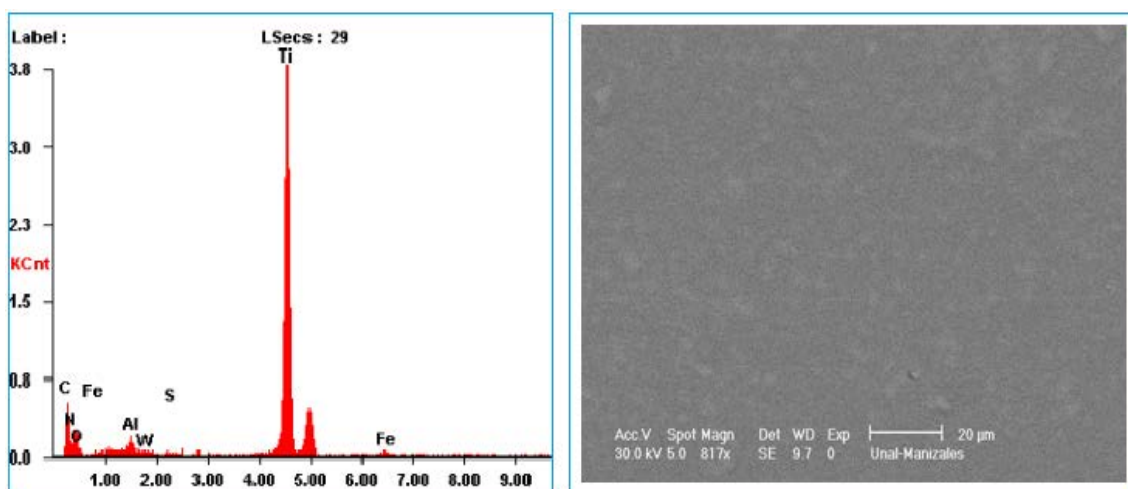 Label :
LSecs : 29
Ti
3.8
3.0
2.3
KCnt
1.5
0.8
0.0
C
Fe
N
O
Al
W
S
Fe
1.00 2.00 3.00 4.00 5.00 6.00 7.00 8.00 9.00
Acc.V Spot Magn Det WD Exp 20 µm
30.0 kV 5.0 817x SE 9.7 0 Unal-Manizales